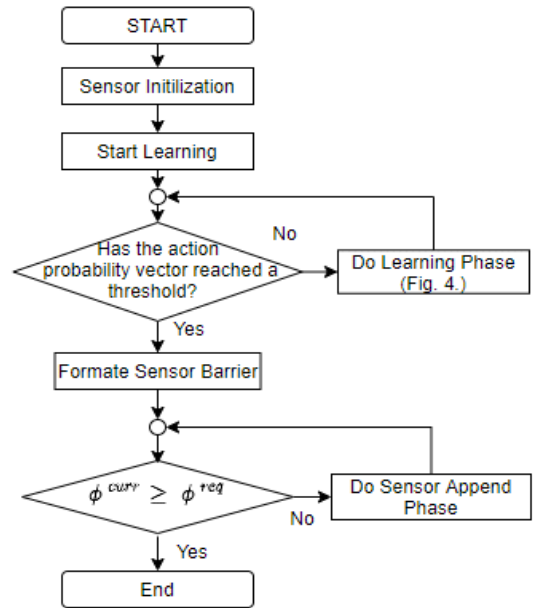 START
Sensor Initilization
Start Learning
Has the action
probability vector reached a
threshold?
No
Do Learning Phase
(Fig. 4.)
Yes
Formate Sensor Barrier
ϕ^curr ≥ ϕ^req
No
Do Sensor Append
Phase
Yes
End